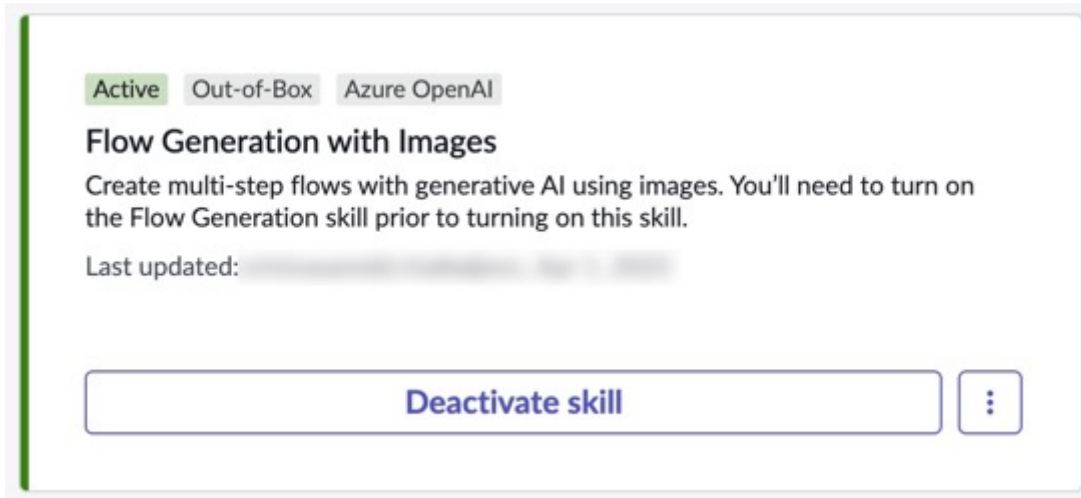 Active Out-of-Box Azure OpenAI
Flow Generation with Images
Create multi-step flows with generative AI using images. You’ll need to turn on
the Flow Generation skill prior to turning on this skill.
Last updated:
Deactivate skill